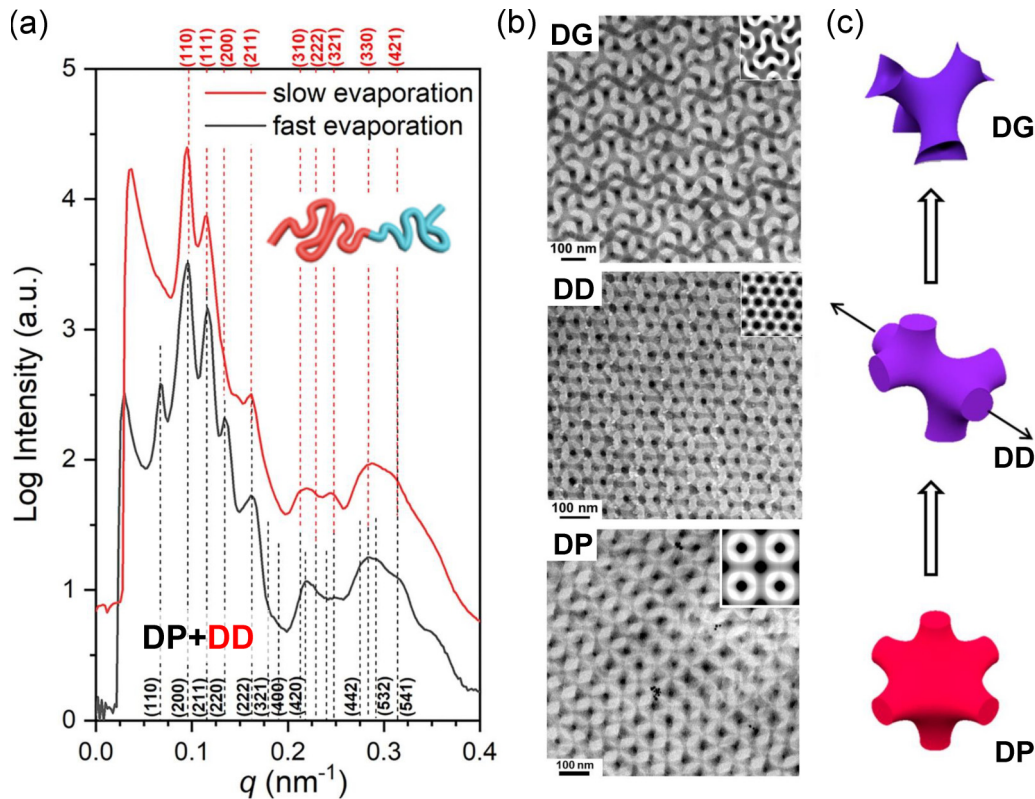 (a)
(110)
(111)
(200)
(211)
(310)
(222)
(321)
(330)
(421)
slow evaporation
fast evaporation
5
4
3
2
1
0
Log Intensity (a.u.)
DP+DD
(110)
(200)
(211)
(220)
(222)
(321)
(400)
(420)
(442)
(532)
(541)
0.0
0.1
0.2
0.3
0.4
q (nm⁻¹)
(b)
DG
100 nm
DD
100 nm
DP
100 nm
(c)
DG
DD
DP